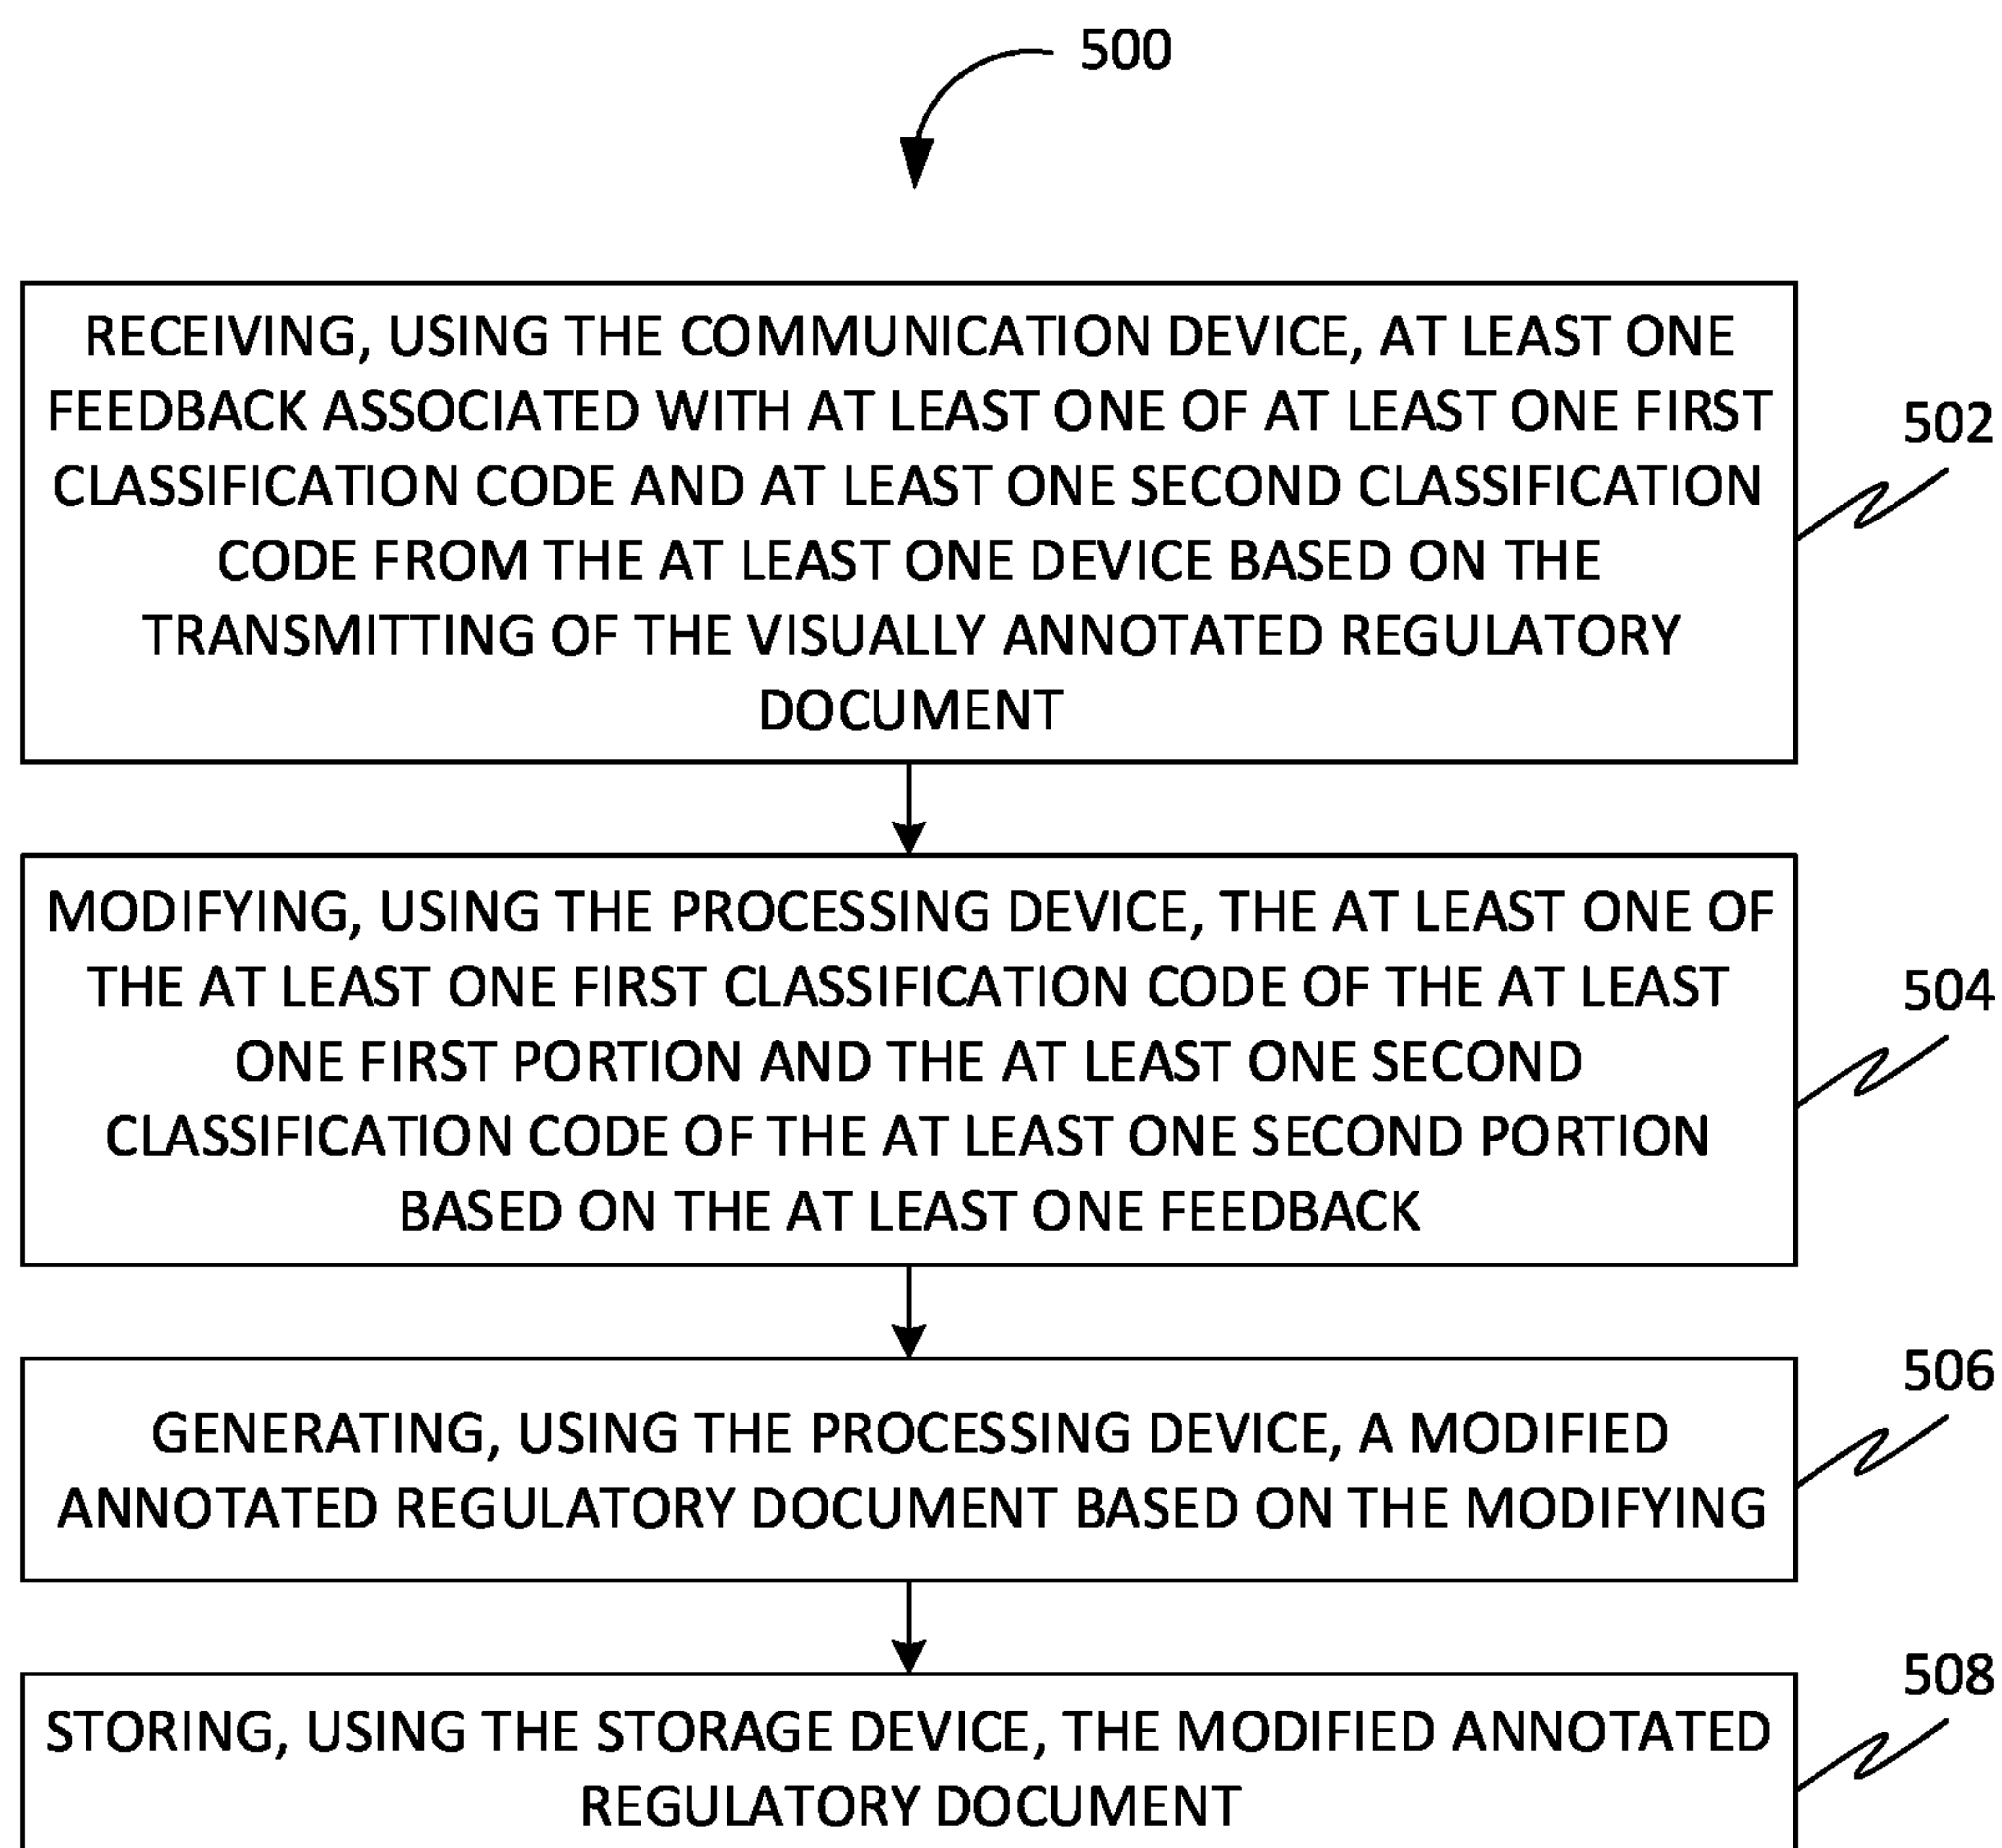 500
RECEIVING, USING THE COMMUNICATION DEVICE, AT LEAST ONE
FEEDBACK ASSOCIATED WITH AT LEAST ONE OF AT LEAST ONE FIRST
CLASSIFICATION CODE AND AT LEAST ONE SECOND CLASSIFICATION
CODE FROM THE AT LEAST ONE DEVICE BASED ON THE
TRANSMITTING OF THE VISUALLY ANNOTATED REGULATORY
DOCUMENT
502
MODIFYING, USING THE PROCESSING DEVICE, THE AT LEAST ONE OF
THE AT LEAST ONE FIRST CLASSIFICATION CODE OF THE AT LEAST
ONE FIRST PORTION AND THE AT LEAST ONE SECOND
CLASSIFICATION CODE OF THE AT LEAST ONE SECOND PORTION
BASED ON THE AT LEAST ONE FEEDBACK
504
GENERATING, USING THE PROCESSING DEVICE, A MODIFIED
ANNOTATED REGULATORY DOCUMENT BASED ON THE MODIFYING
506
STORING, USING THE STORAGE DEVICE, THE MODIFIED ANNOTATED
REGULATORY DOCUMENT
508